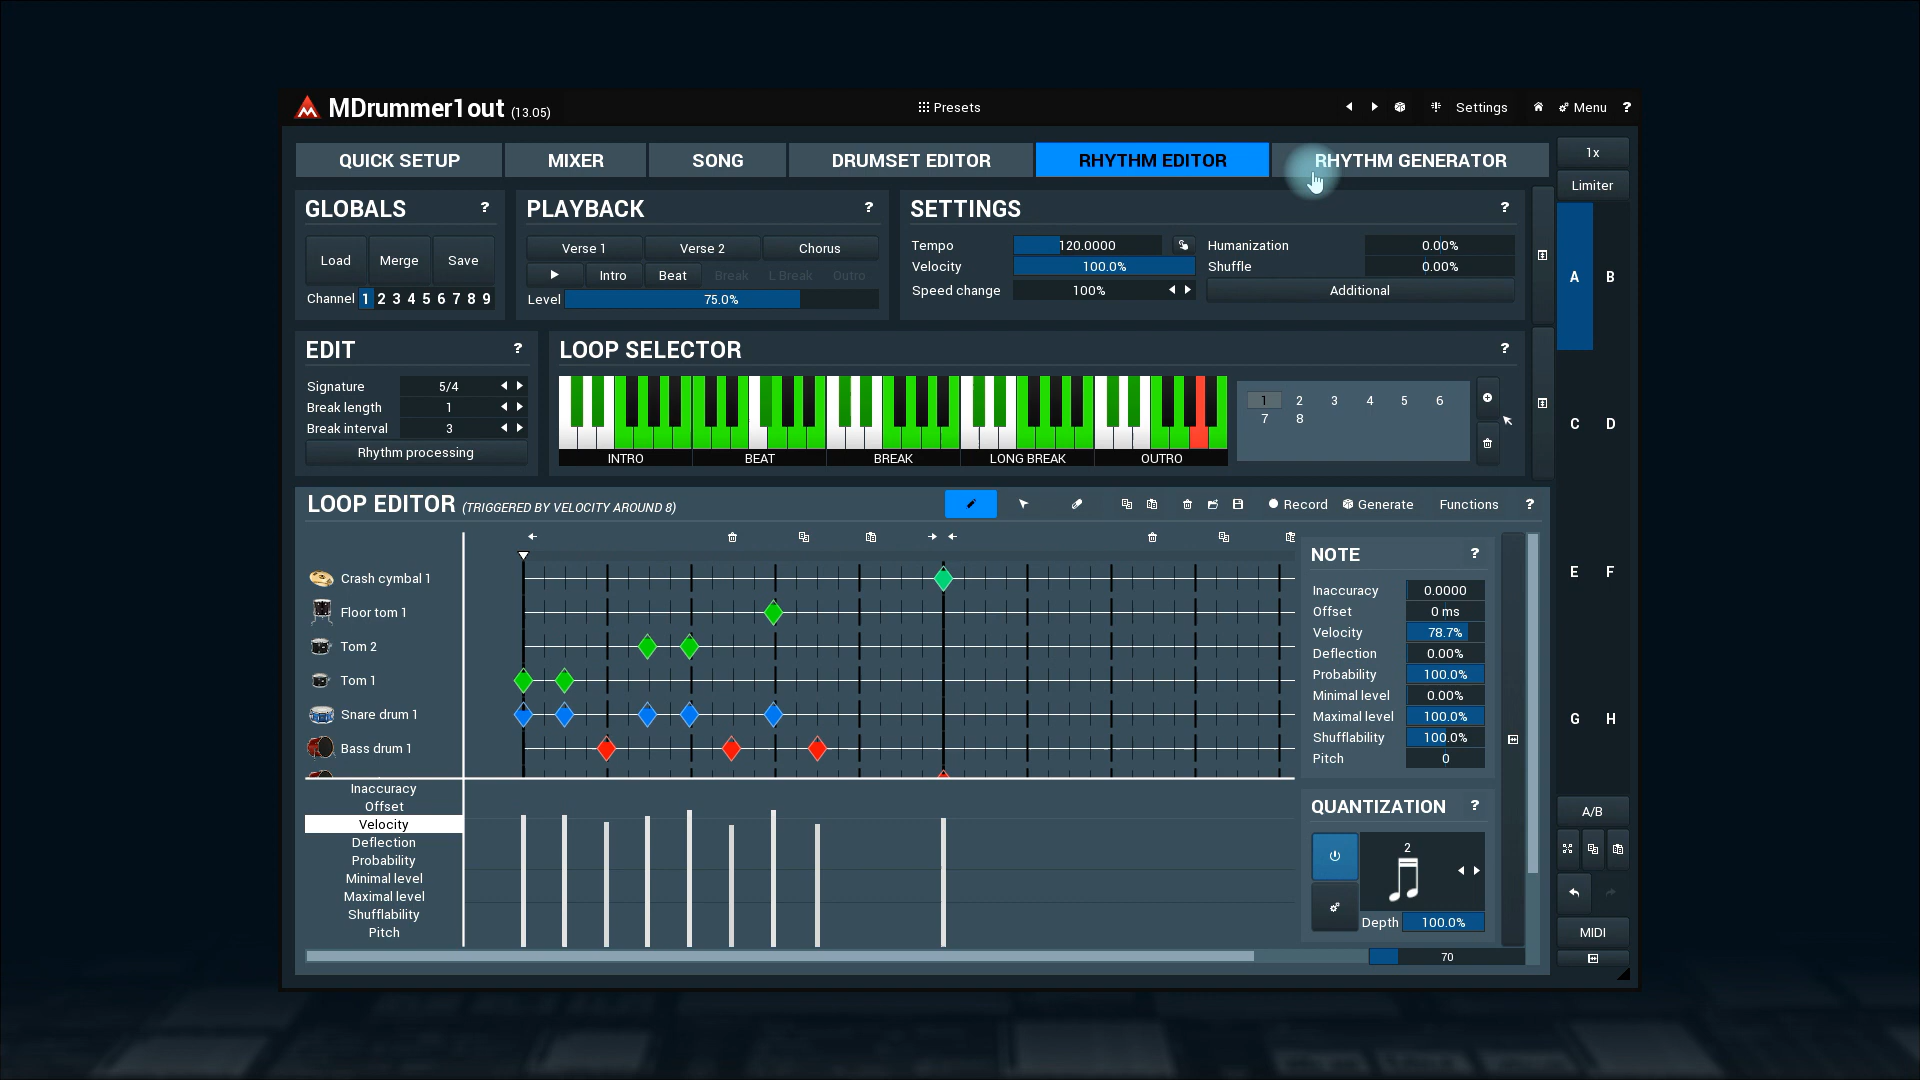 MDrummer1out (13.05)
Presets
Settings
Menu ?
QUICK SETUP
MIXER
SONG
DRUMSET EDITOR
RHYTHM EDITOR
RHYTHM GENERATOR
1x
Limiter
GLOBALS ?
Load
Merge
Save
Channel 1 2 3 4 5 6 7 8 9
PLAYBACK ?
Verse 1
Verse 2
Chorus
Intro
Beat
Break
L Break
Outro
Level 75.0%
SETTINGS ?
Tempo 120.0000
Velocity 100.0%
Speed change 100%
Humanization 0.00%
Shuffle 0.00%
Additional
A B
C D
E F
G H
EDIT ?
Signature 5/4
Break length 1
Break interval 3
Rhythm processing
LOOP SELECTOR ?
INTRO
BEAT
BREAK
LONG BREAK
OUTRO
1 2 3 4 5 6
7 8
LOOP EDITOR (TRIGGERED BY VELOCITY AROUND 8)
Record
Generate
Functions
?
Crash cymbal 1
Floor tom 1
Tom 2
Tom 1
Snare drum 1
Bass drum 1
Inaccuracy
Offset
Velocity
Deflection
Probability
Minimal level
Maximal level
Shufflability
Pitch
NOTE ?
Inaccuracy 0.0000
Offset 0 ms
Velocity 78.7%
Deflection 0.00%
Probability 100.0%
Minimal level 0.00%
Maximal level 100.0%
Shufflability 100.0%
Pitch 0
QUANTIZATION ?
2
Depth 100.0%
70
A/B
MIDI